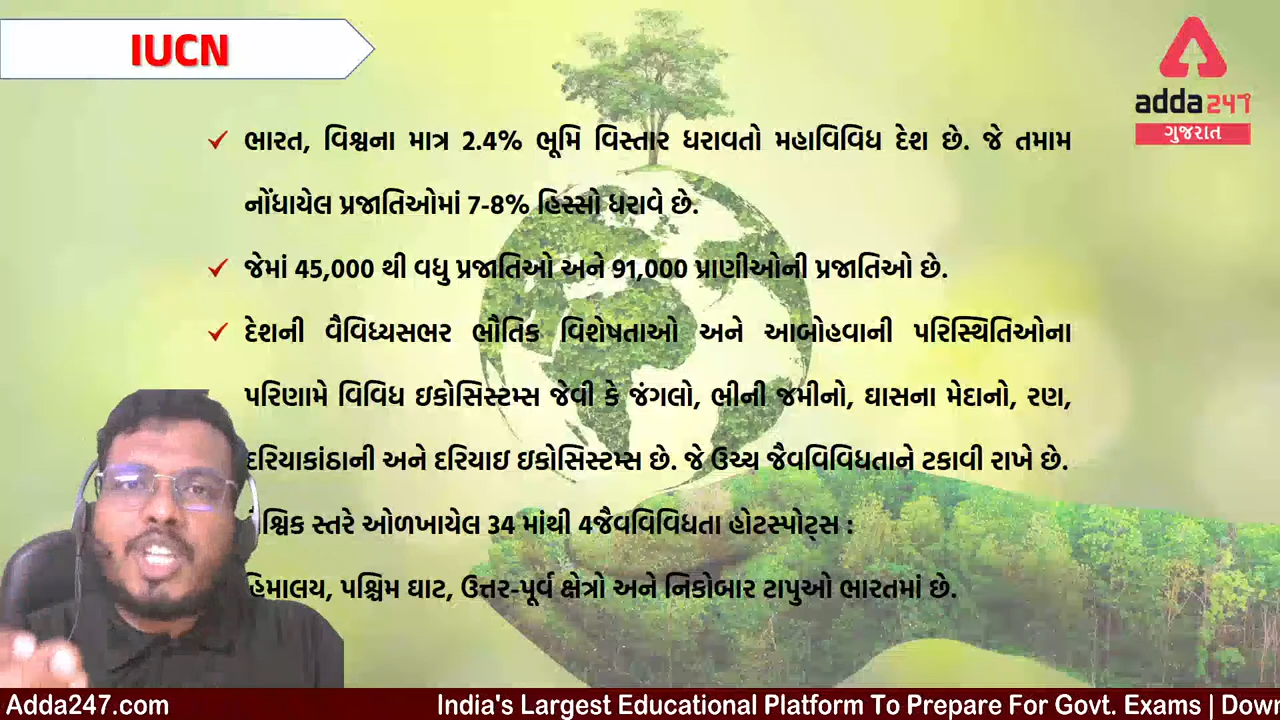 IUCN
adda247
ગુજરાત
ભારત, વિશ્વના માત્ર 2.4% ભૂમિ વિસ્તાર ધરાવતો મહાવિવિધ દેશ છે. જે તમામ
નોંધાયેલ પ્રજાતિઓમાં 7-8% હિસ્સો ધરાવે છે.
જેમાં 45,000 થી વધુ પ્રજાતિઓ અને 91,000 પ્રાણીઓની પ્રજાતિઓ છે.
દેશની વૈવિધ્યસભર ભૌતિક વિશેષતાઓ અને આબોહવાની પરિસ્થિતિઓના
પરિણામે વિવિધ ઇકોસિસ્ટમ્સ જેવી કે જંગલો, ભીની જમીનો, ઘાસના મેદાનો, રણ,
દરિયાકાંઠાની અને દરિયાઇ ઇકોસિસ્ટમ્સ છે. જે ઉચ્ચ જૈવવિવિધતાને ટકાવી રાખે છે.
સ્તરે ઓળખાયેલ 34 માંથી 4જૈવવિવિધતા હોટસ્પોટ્સ :
હિમાલય, પશ્ચિમ ઘાટ, ઉત્તર-પૂર્વ ક્ષેત્રો અને નિકોબાર ટાપુઓ ભારતમાં છે.
Adda247.com
India's Largest Educational Platform To Prepare For Govt. Exams |